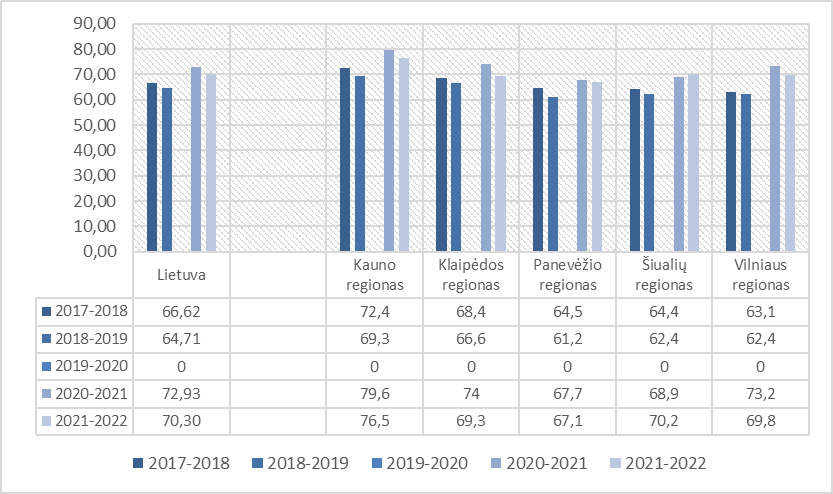 90,00
80,00
70,00
60,00
50,00
40,00
30,00
20,00
10,00
0,00
Lietuva Kauno regionas Klaipėdos regionas Panevėžio regionas Šiualių regionas Vilniaus regionas
2017-2018 66,62 72,4 68,4 64,5 64,4 63,1
2018-2019 64,71 69,3 66,6 61,2 62,4 62,4
2019-2020 0 0 0 0 0 0
2020-2021 72,93 79,6 74 67,7 68,9 73,2
2021-2022 70,30 76,5 69,3 67,1 70,2 69,8
2017-2018 2018-2019 2019-2020 2020-2021 2021-2022